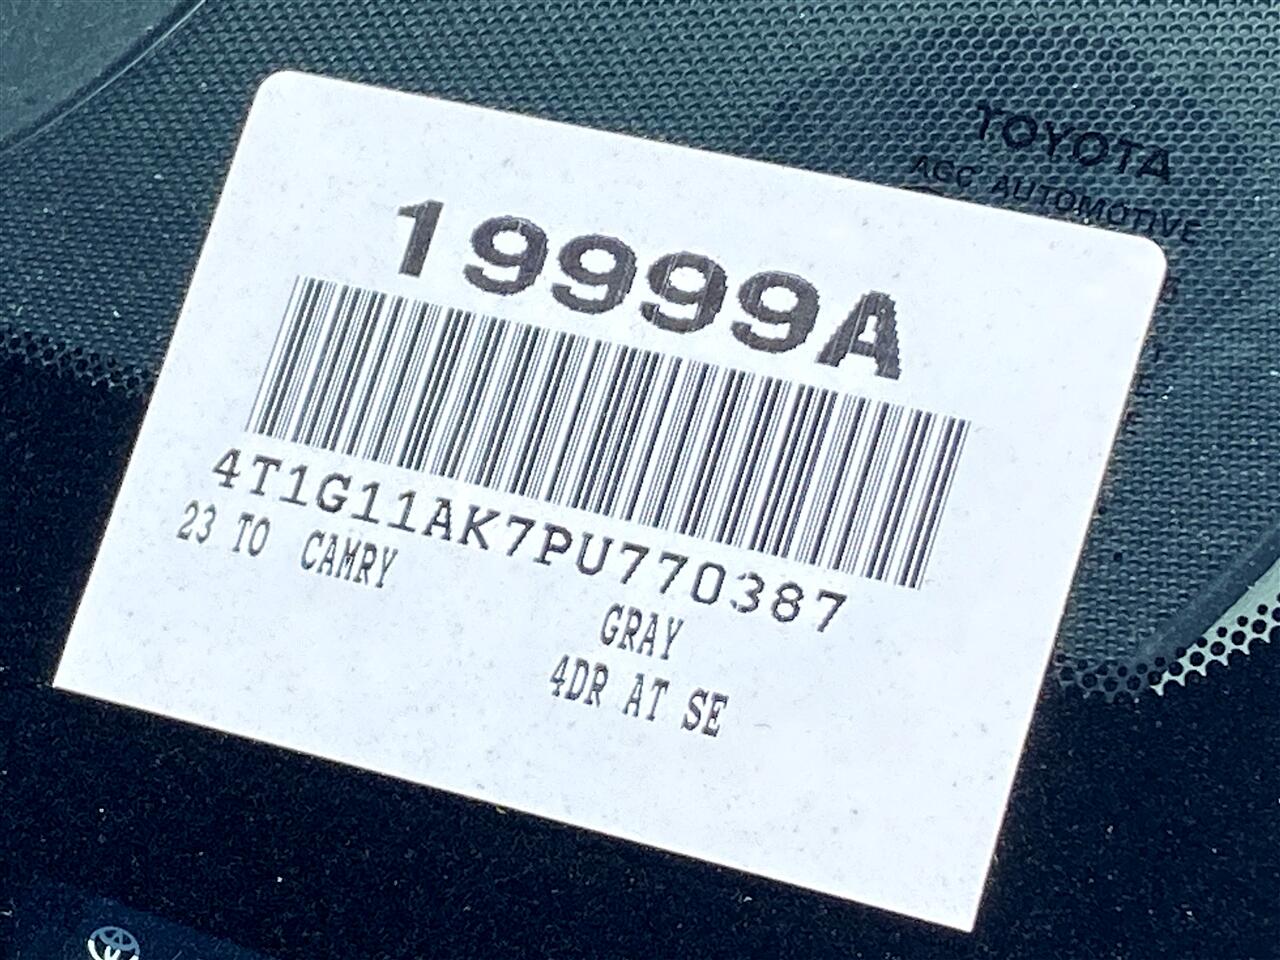 TOYOTA
AGC AUTOMOTIVE
19999A
4T1G11AK7PU770387
23 TO CAMRY
GRAY
4DR AT SE